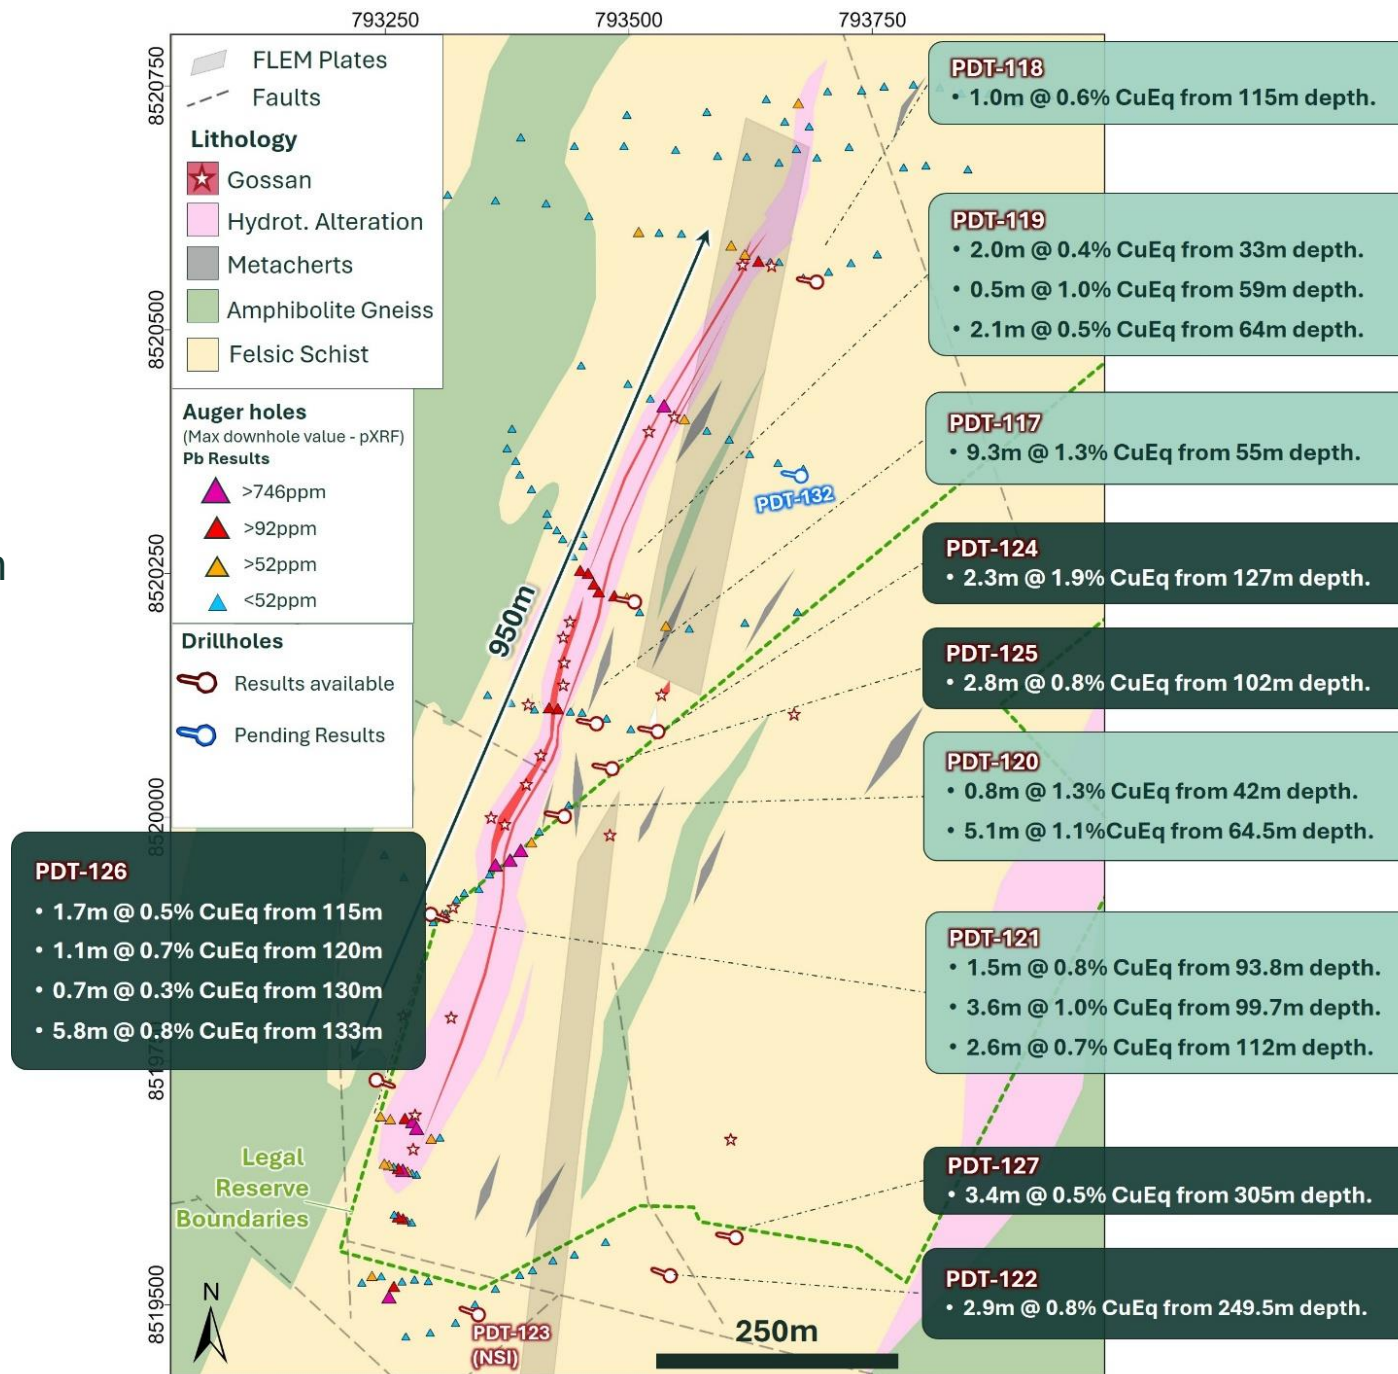 793250
793500
793750
8520750
8520500
8520250
8520000
8519500
FLEM Plates
Faults
Lithology
Gossan
Hydrot. Alteration
Metacherts
Amphibolite Gneiss
Felsic Schist
Auger holes
(Max downhole value - pXRF)
Pb Results
>746ppm
>92ppm
>52ppm
<52ppm
Drillholes
Results available
Pending Results
PDT-126
• 1.7m @ 0.5% CuEq from 115m
• 1.1m @ 0.7% CuEq from 120m
• 0.7m @ 0.3% CuEq from 130m
• 5.8m @ 0.8% CuEq from 133m
Legal
Reserve
Boundaries
N
950m
PDT-132
PDT-123
(NSI)
250m
PDT-118
• 1.0m @ 0.6% CuEq from 115m depth.
PDT-119
• 2.0m @ 0.4% CuEq from 33m depth.
• 0.5m @ 1.0% CuEq from 59m depth.
• 2.1m @ 0.5% CuEq from 64m depth.
PDT-117
• 9.3m @ 1.3% CuEq from 55m depth.
PDT-124
• 2.3m @ 1.9% CuEq from 127m depth.
PDT-125
• 2.8m @ 0.8% CuEq from 102m depth.
PDT-120
• 0.8m @ 1.3% CuEq from 42m depth.
• 5.1m @ 1.1%CuEq from 64.5m depth.
PDT-121
• 1.5m @ 0.8% CuEq from 93.8m depth.
• 3.6m @ 1.0% CuEq from 99.7m depth.
• 2.6m @ 0.7% CuEq from 112m depth.
PDT-127
• 3.4m @ 0.5% CuEq from 305m depth.
PDT-122
• 2.9m @ 0.8% CuEq from 249.5m depth.